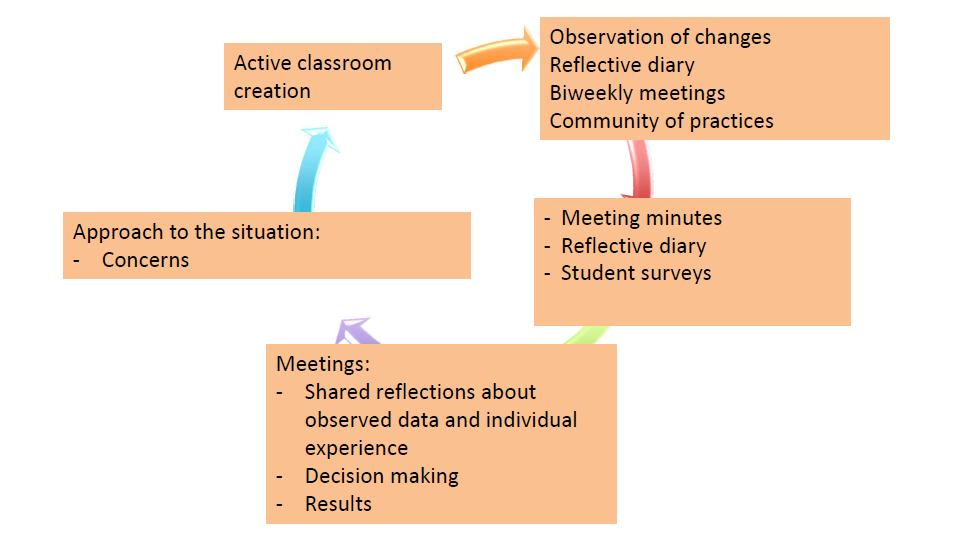 Active classroom
creation
Observation of changes
Reflective diary
Biweekly meetings
Community of practices
- Meeting minutes
- Reflective diary
- Student surveys
Meetings:
- Shared reflections about
observed data and individual
experience
- Decision making
- Results
Approach to the situation:
- Concerns